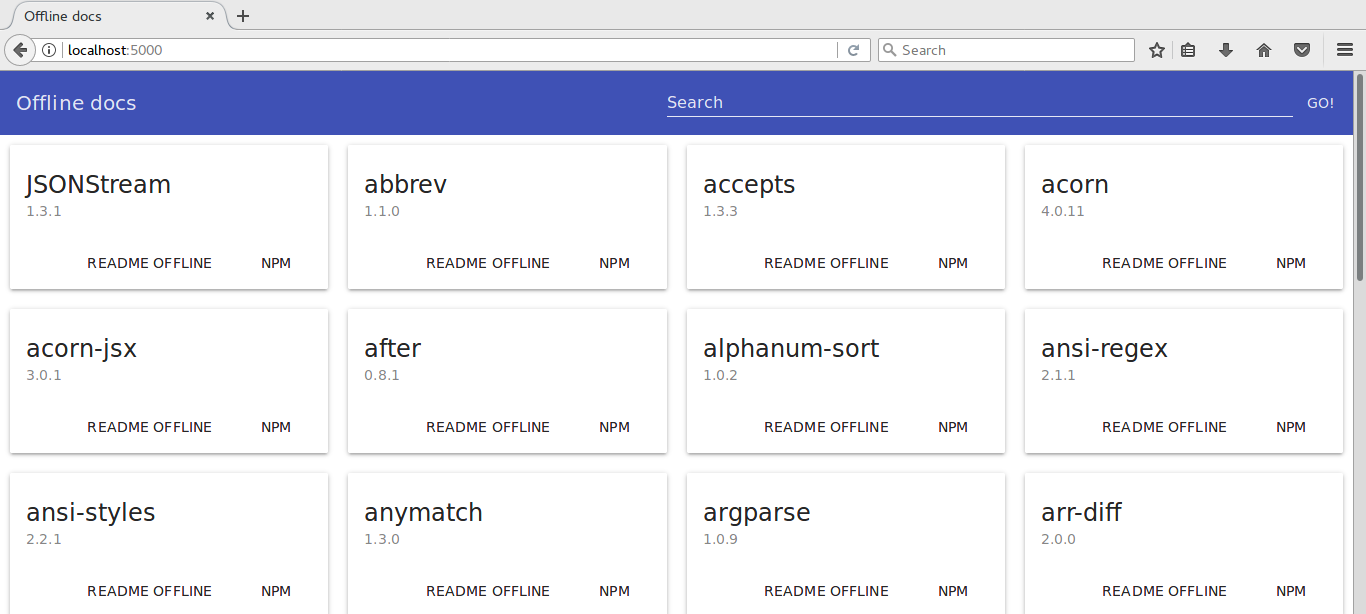 Offline docs
localhost:5000
Search
Offline docs
Search
GO!
JSONStream
1.3.1
README OFFLINE NPM
abbrev
1.1.0
README OFFLINE NPM
accepts
1.3.3
README OFFLINE NPM
acorn
4.0.11
README OFFLINE NPM
acorn-jsx
3.0.1
README OFFLINE NPM
after
0.8.1
README OFFLINE NPM
alphanum-sort
1.0.2
README OFFLINE NPM
ansi-regex
2.1.1
README OFFLINE NPM
ansi-styles
2.2.1
README OFFLINE NPM
anymatch
1.3.0
README OFFLINE NPM
argparse
1.0.9
README OFFLINE NPM
arr-diff
2.0.0
README OFFLINE NPM